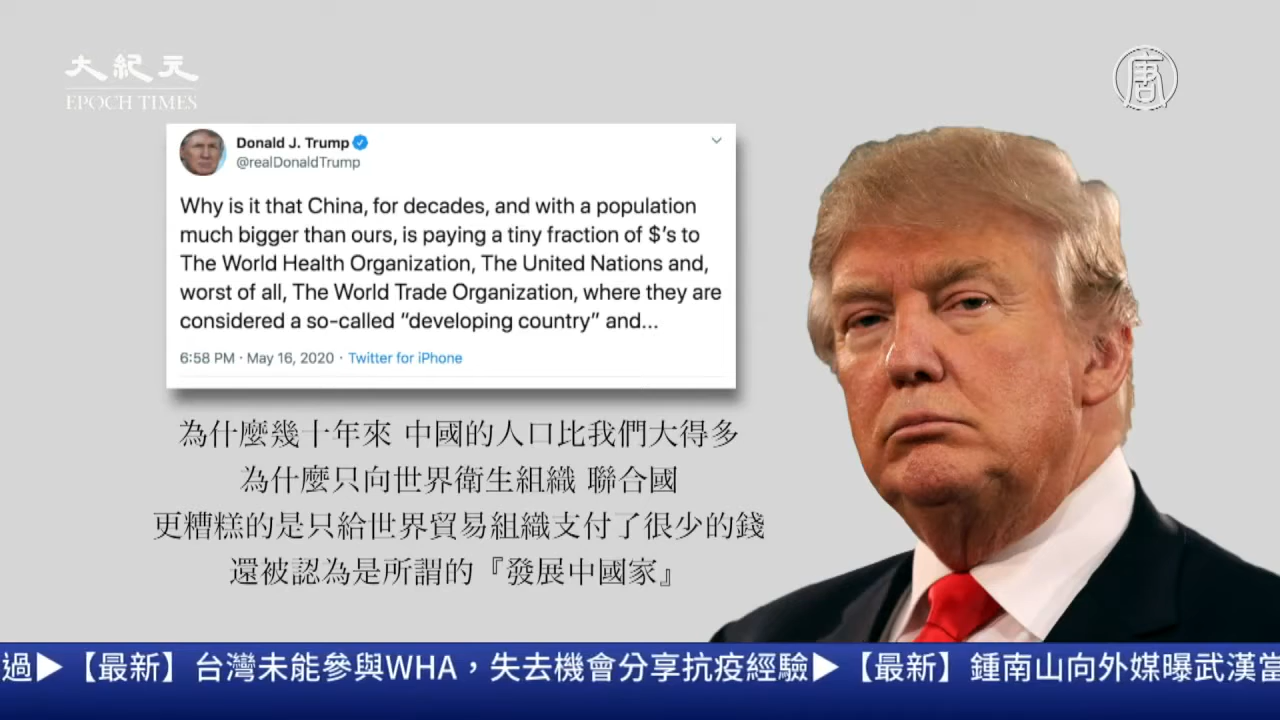 大紀元
EPOCH TIMES
唐
Donald J. Trump
@realDonaldTrump
Why is it that China, for decades, and with a population
much bigger than ours, is paying a tiny fraction of $'s to
The World Health Organization, The United Nations and,
worst of all, The World Trade Organization, where they are
considered a so-called “developing country” and...
6:58 PM · May 16, 2020 · Twitter for iPhone
為什麼幾十年來 中國的人口比我們大得多
為什麼只向世界衛生組織 聯合國
更糟糕的是只給世界貿易組織支付了很少的錢
還被認為是所謂的『發展中國家』
過▶【最新】台灣未能參與WHA，失去機會分享抗疫經驗▶【最新】鍾南山向外媒曝武漢當